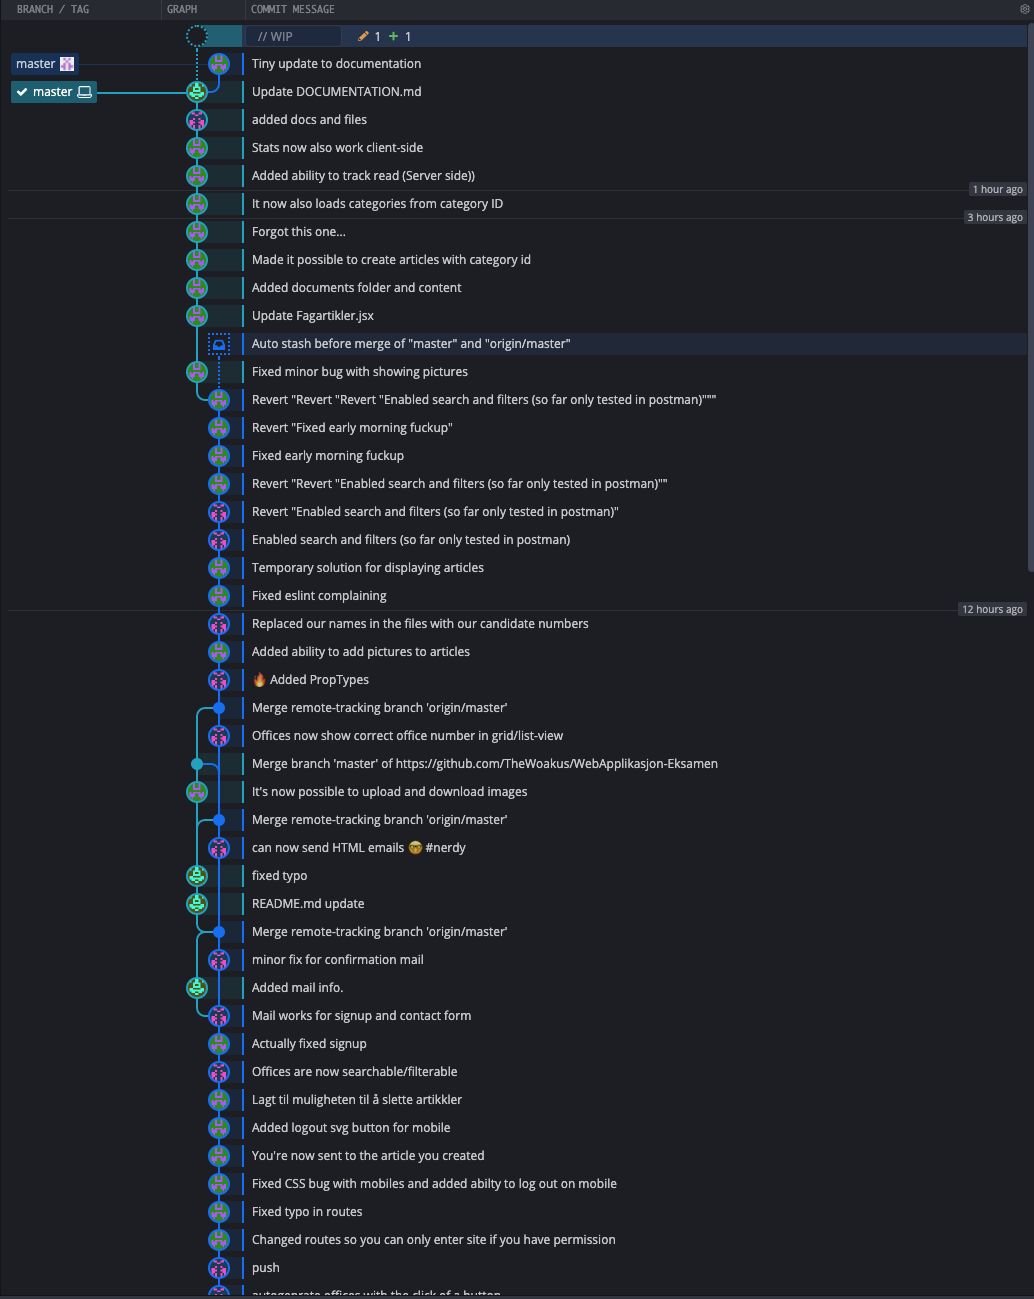 BRANCH / TAG GRAPH COMMIT MESSAGE
// WIP 1 + 1
master Tiny update to documentation
✔ master Update DOCUMENTATION.md
added docs and files
Stats now also work client-side
Added ability to track read (Server side))
1 hour ago
It now also loads categories from category ID
3 hours ago
Forgot this one...
Made it possible to create articles with category id
Added documents folder and content
Update Fagartikler.jsx
Auto stash before merge of "master" and "origin/master"
Fixed minor bug with showing pictures
Revert "Revert "Revert "Enabled search and filters (so far only tested in postman)"""
Revert "Fixed early morning fuckup"
Fixed early morning fuckup
Revert "Revert "Enabled search and filters (so far only tested in postman)""
Revert "Enabled search and filters (so far only tested in postman)"
Enabled search and filters (so far only tested in postman)
Temporary solution for displaying articles
Fixed eslint complaining
12 hours ago
Replaced our names in the files with our candidate numbers
Added ability to add pictures to articles
🔥 Added PropTypes
Merge remote-tracking branch 'origin/master'
Offices now show correct office number in grid/list-view
Merge branch 'master' of https://github.com/TheWoakus/WebApplikasjon-Eksamen
It's now possible to upload and download images
Merge remote-tracking branch 'origin/master'
can now send HTML emails 🤓 #nerdy
fixed typo
README.md update
Merge remote-tracking branch 'origin/master'
minor fix for confirmation mail
Added mail info.
Mail works for signup and contact form
Actually fixed signup
Offices are now searchable/filterable
Lagt til muligheten til å slette artikkler
Added logout svg button for mobile
You're now sent to the article you created
Fixed CSS bug with mobiles and added abilty to log out on mobile
Fixed typo in routes
Changed routes so you can only enter site if you have permission
push
autogenprate offices with the click of a button